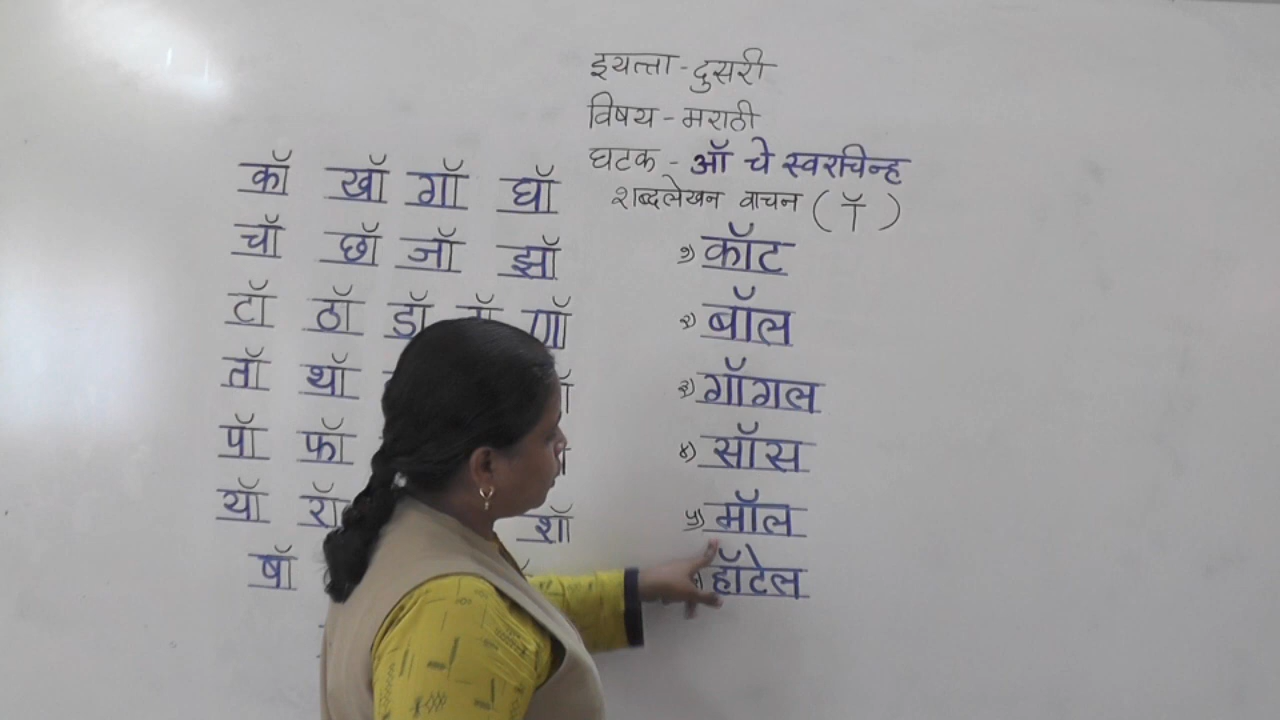 इयत्ता - दुसरी
विषय - मराठी
घटक - ऑ चे स्वरचिन्ह
शब्दलेखन वाचन ( ॉ )
कॉ खॉ गॉ घॉ
चॉ छॉ जॉ झॉ
टॉ ठॉ डॉ णॉ
तॉ थॉ
पॉ फॉ
यॉ रॉ शॉ
षॉ
१) कॉट
२) बॉल
३) गॉगल
४) सॉस
५) मॉल
हॉटेल